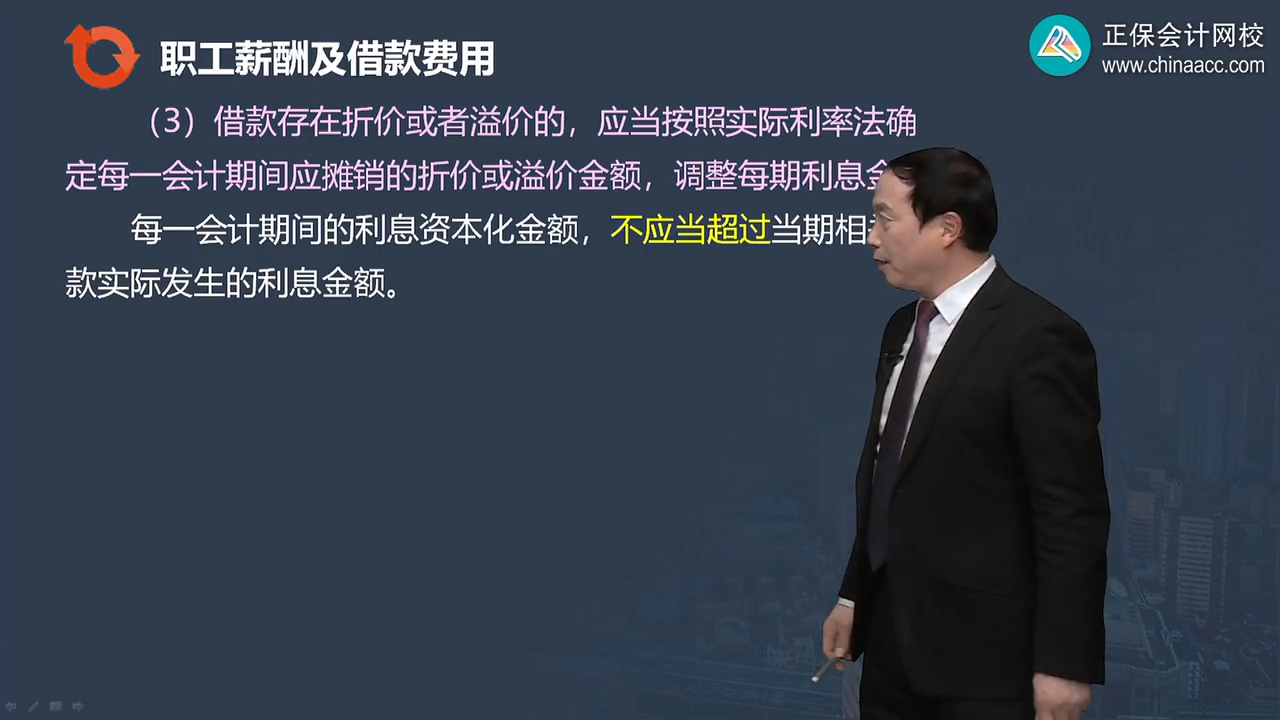 职工薪酬及借款费用
正保会计网校
www.chinaacc.com
（3）借款存在折价或者溢价的，应当按照实际利率法确
定每一会计期间应摊销的折价或溢价金额，调整每期利息金
每一会计期间的利息资本化金额，不应当超过当期相
款实际发生的利息金额。